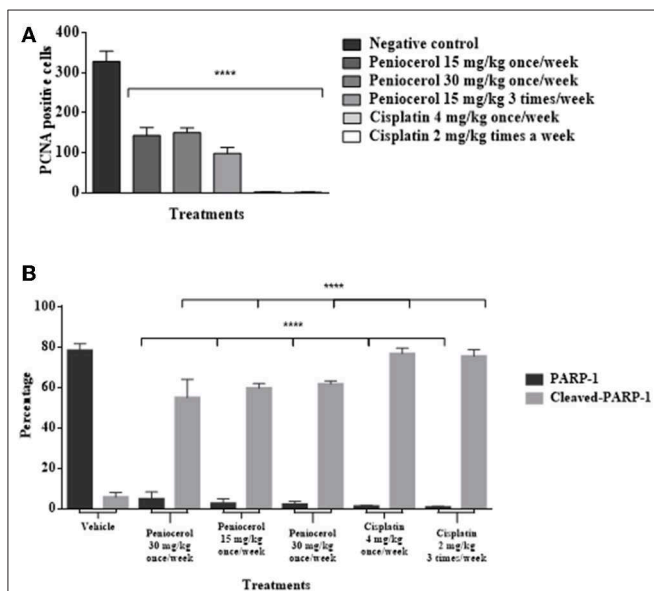 A
400
300
200
100
0
PCNA positive cells
****
Treatments
Negative control
Peniocerol 15 mg/kg once/week
Peniocerol 30 mg/kg once/week
Peniocerol 15 mg/kg 3 times/week
Cisplatin 4 mg/kg once/week
Cisplatin 2 mg/kg times a week
B
100
80
60
40
20
0
Percentage
****
****
PARP-1
Cleaved-PARP-1
Vehicle
Peniocerol
30 mg/kg
once/week
Peniocerol
15 mg/kg
once/week
Peniocerol
30 mg/kg
once/week
Cisplatin
4 mg/kg
once/week
Cisplatin
2 mg/kg
3 times/week
Treatments